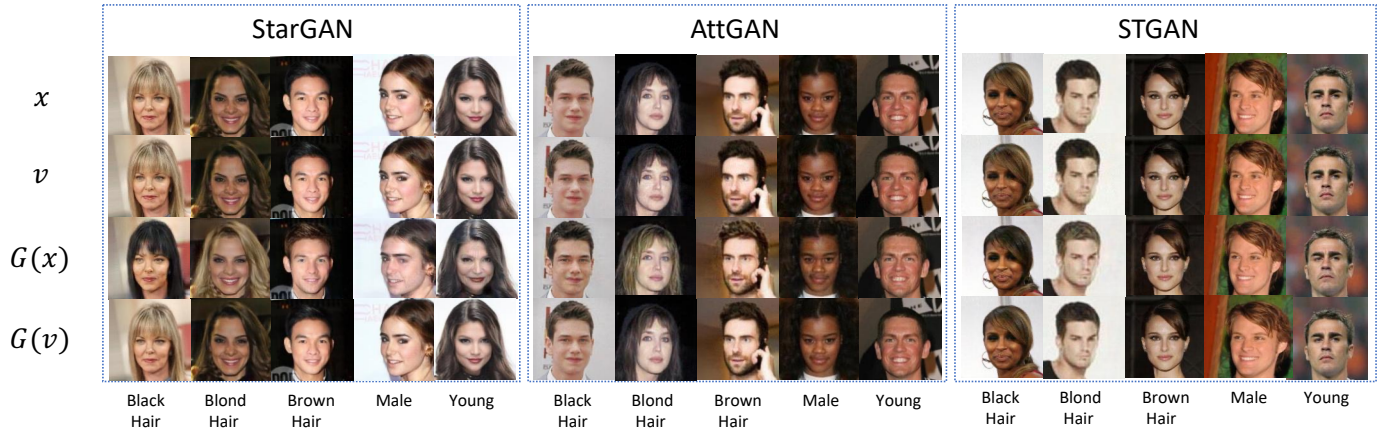 StarGAN
AttGAN
STGAN
x
v
G(x)
G(v)
Black Hair
Blond Hair
Brown Hair
Male
Young
Black Hair
Blond Hair
Brown Hair
Male
Young
Black Hair
Blond Hair
Brown Hair
Male
Young